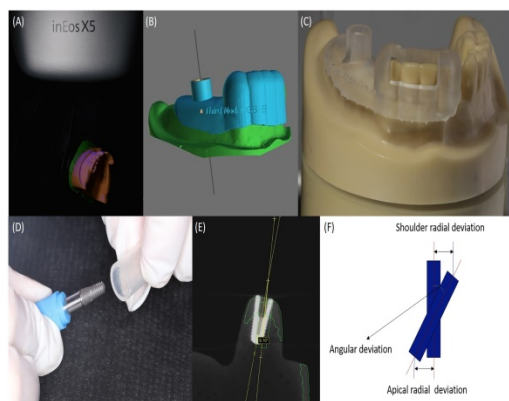 (A)
inEos X5
(B)
(C)
(D)
(E)
(F)
Shoulder radial deviation
Angular deviation
Apical radial deviation